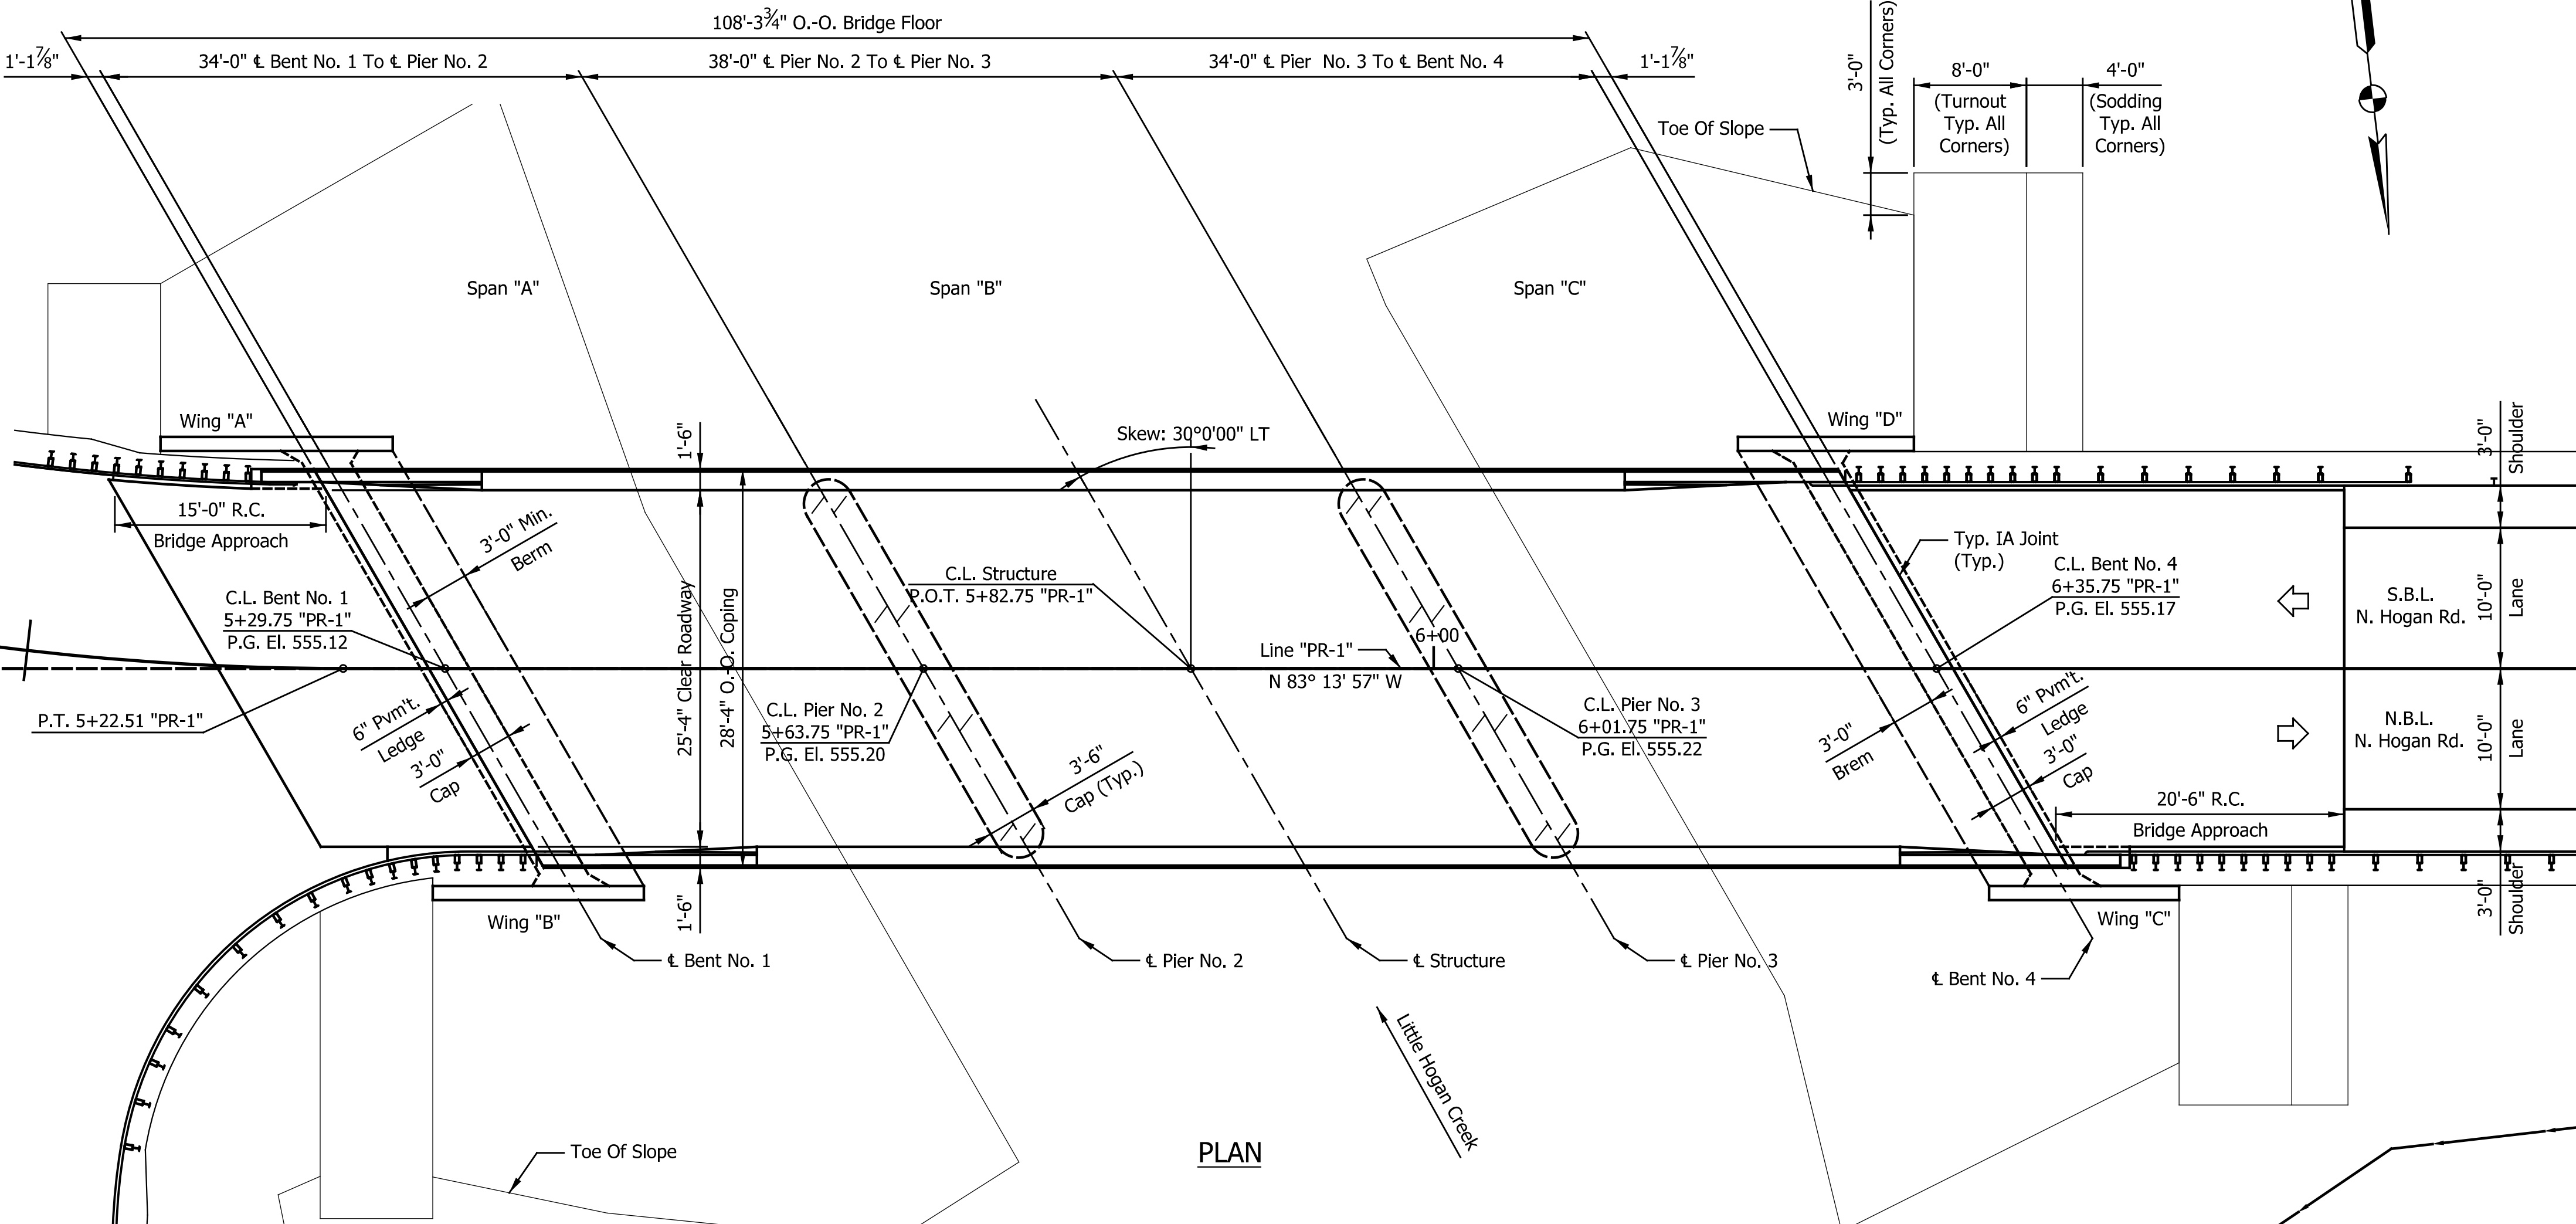 108'-3¾" O.-O. Bridge Floor
1'-1⅞"
34'-0" ℄ Bent No. 1 To ℄ Pier No. 2
38'-0" ℄ Pier No. 2 To ℄ Pier No. 3
34'-0" ℄ Pier No. 3 To ℄ Bent No. 4
1'-1⅞"
3'-0"
(Typ. All Corners)
8'-0"
(Turnout
Typ. All
Corners)
4'-0"
(Sodding
Typ. All
Corners)
Toe Of Slope
Span "A"
Span "B"
Span "C"
Wing "A"
1'-6"
Skew: 30°0'00" LT
Wing "D"
3'-0"
Shoulder
15'-0" R.C.
Bridge Approach
3'-0" Min.
Berm
Typ. IA Joint
(Typ.)
C.L. Structure
P.O.T. 5+82.75 "PR-1"
C.L. Bent No. 4
6+35.75 "PR-1"
P.G. El. 555.17
C.L. Bent No. 1
5+29.75 "PR-1"
P.G. El. 555.12
25'-4" Clear Roadway
28'-4" O.-O. Coping
S.B.L.
N. Hogan Rd.
10'-0"
Lane
6+00
Line "PR-1"
N 83° 13' 57" W
P.T. 5+22.51 "PR-1"
6" Pvm't.
Ledge
3'-0"
Cap
C.L. Pier No. 2
5+63.75 "PR-1"
P.G. El. 555.20
3'-6"
Cap (Typ.)
C.L. Pier No. 3
6+01.75 "PR-1"
P.G. El. 555.22
3'-0"
Brem
6" Pvm't.
Ledge
3'-0"
Cap
N.B.L.
N. Hogan Rd.
10'-0"
Lane
20'-6" R.C.
Bridge Approach
Wing "B"
1'-6"
Wing "C"
3'-0"
Shoulder
℄ Bent No. 1
℄ Pier No. 2
℄ Structure
℄ Pier No. 3
℄ Bent No. 4
Little Hogan Creek
Toe Of Slope
PLAN